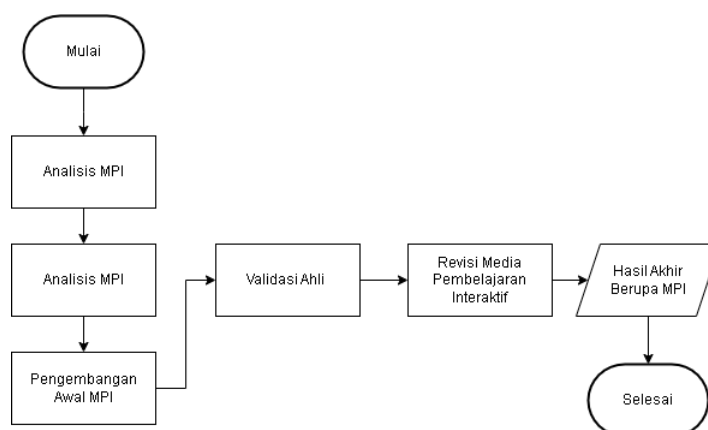 Mulai
Analisis MPI
Analisis MPI
Pengembangan
Awal MPI
Validasi Ahli
Revisi Media
Pembelajaran
Interaktif
Hasil Akhir
Berupa MPI
Selesai